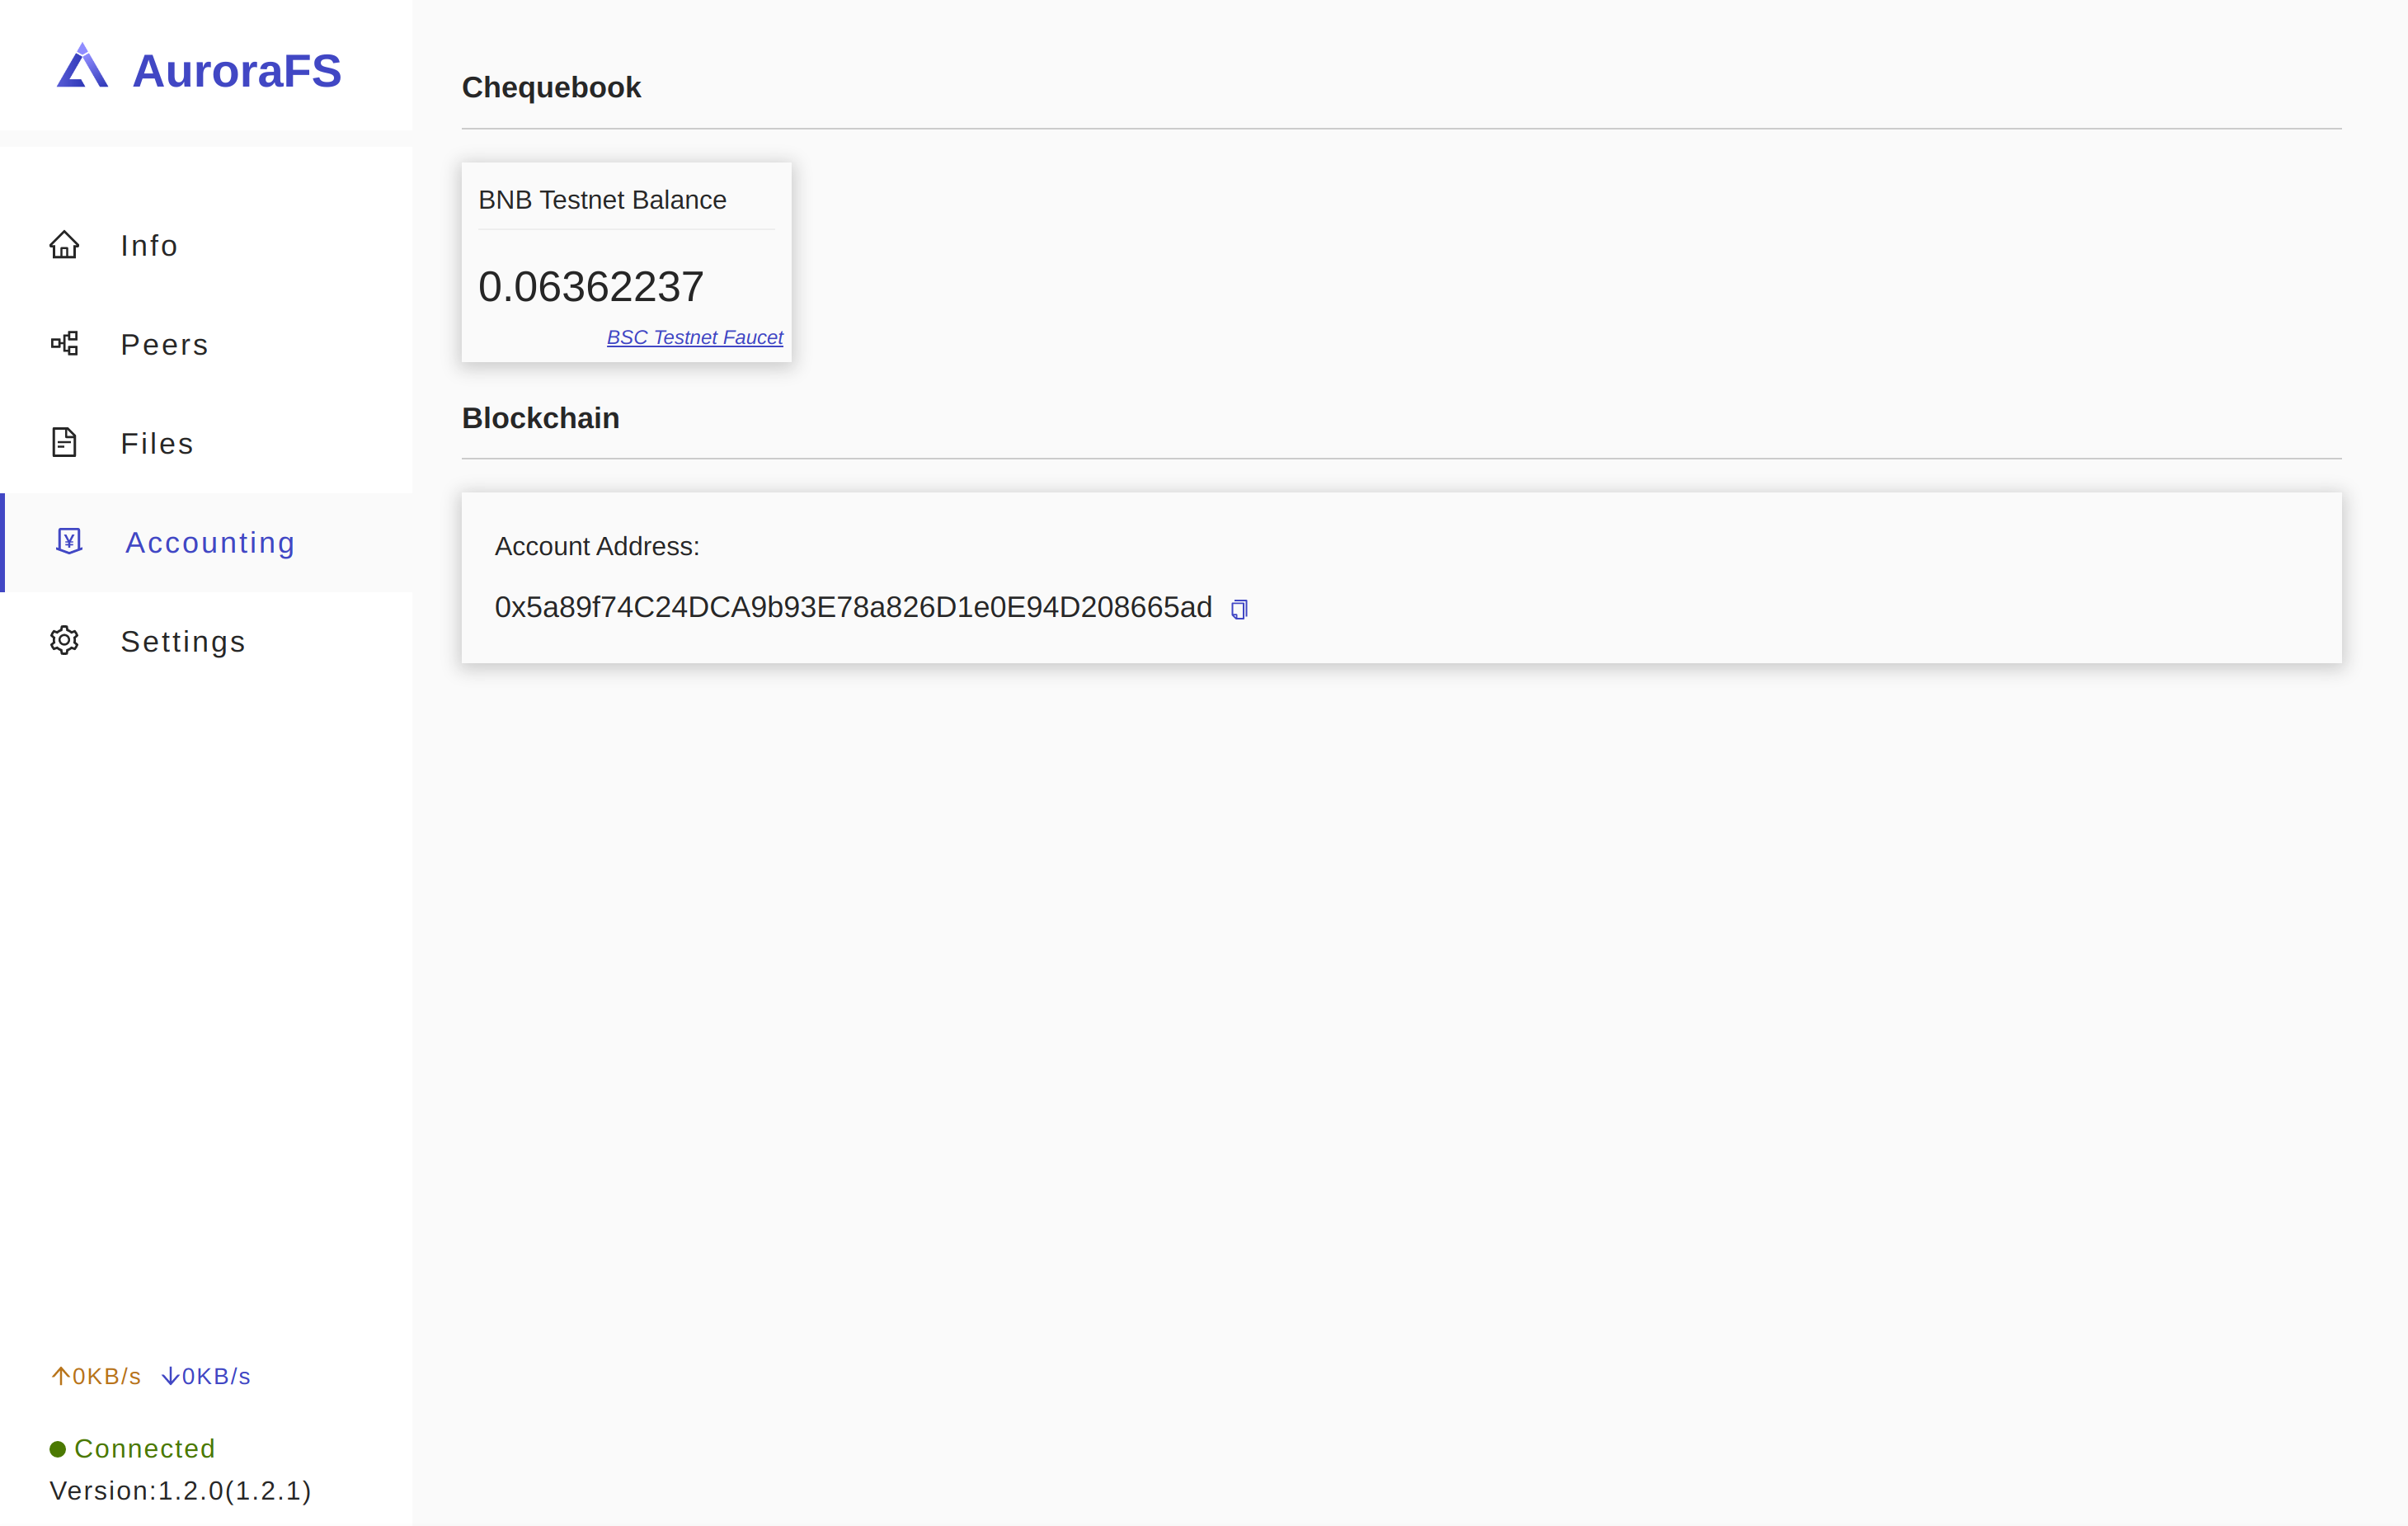 AuroraFS
Info
Peers
Files
Accounting
Settings
0KB/s 0KB/s
Connected
Version:1.2.0(1.2.1)
Chequebook
BNB Testnet Balance
0.06362237
BSC Testnet Faucet
Blockchain
Account Address:
0x5a89f74C24DCA9b93E78a826D1e0E94D208665ad